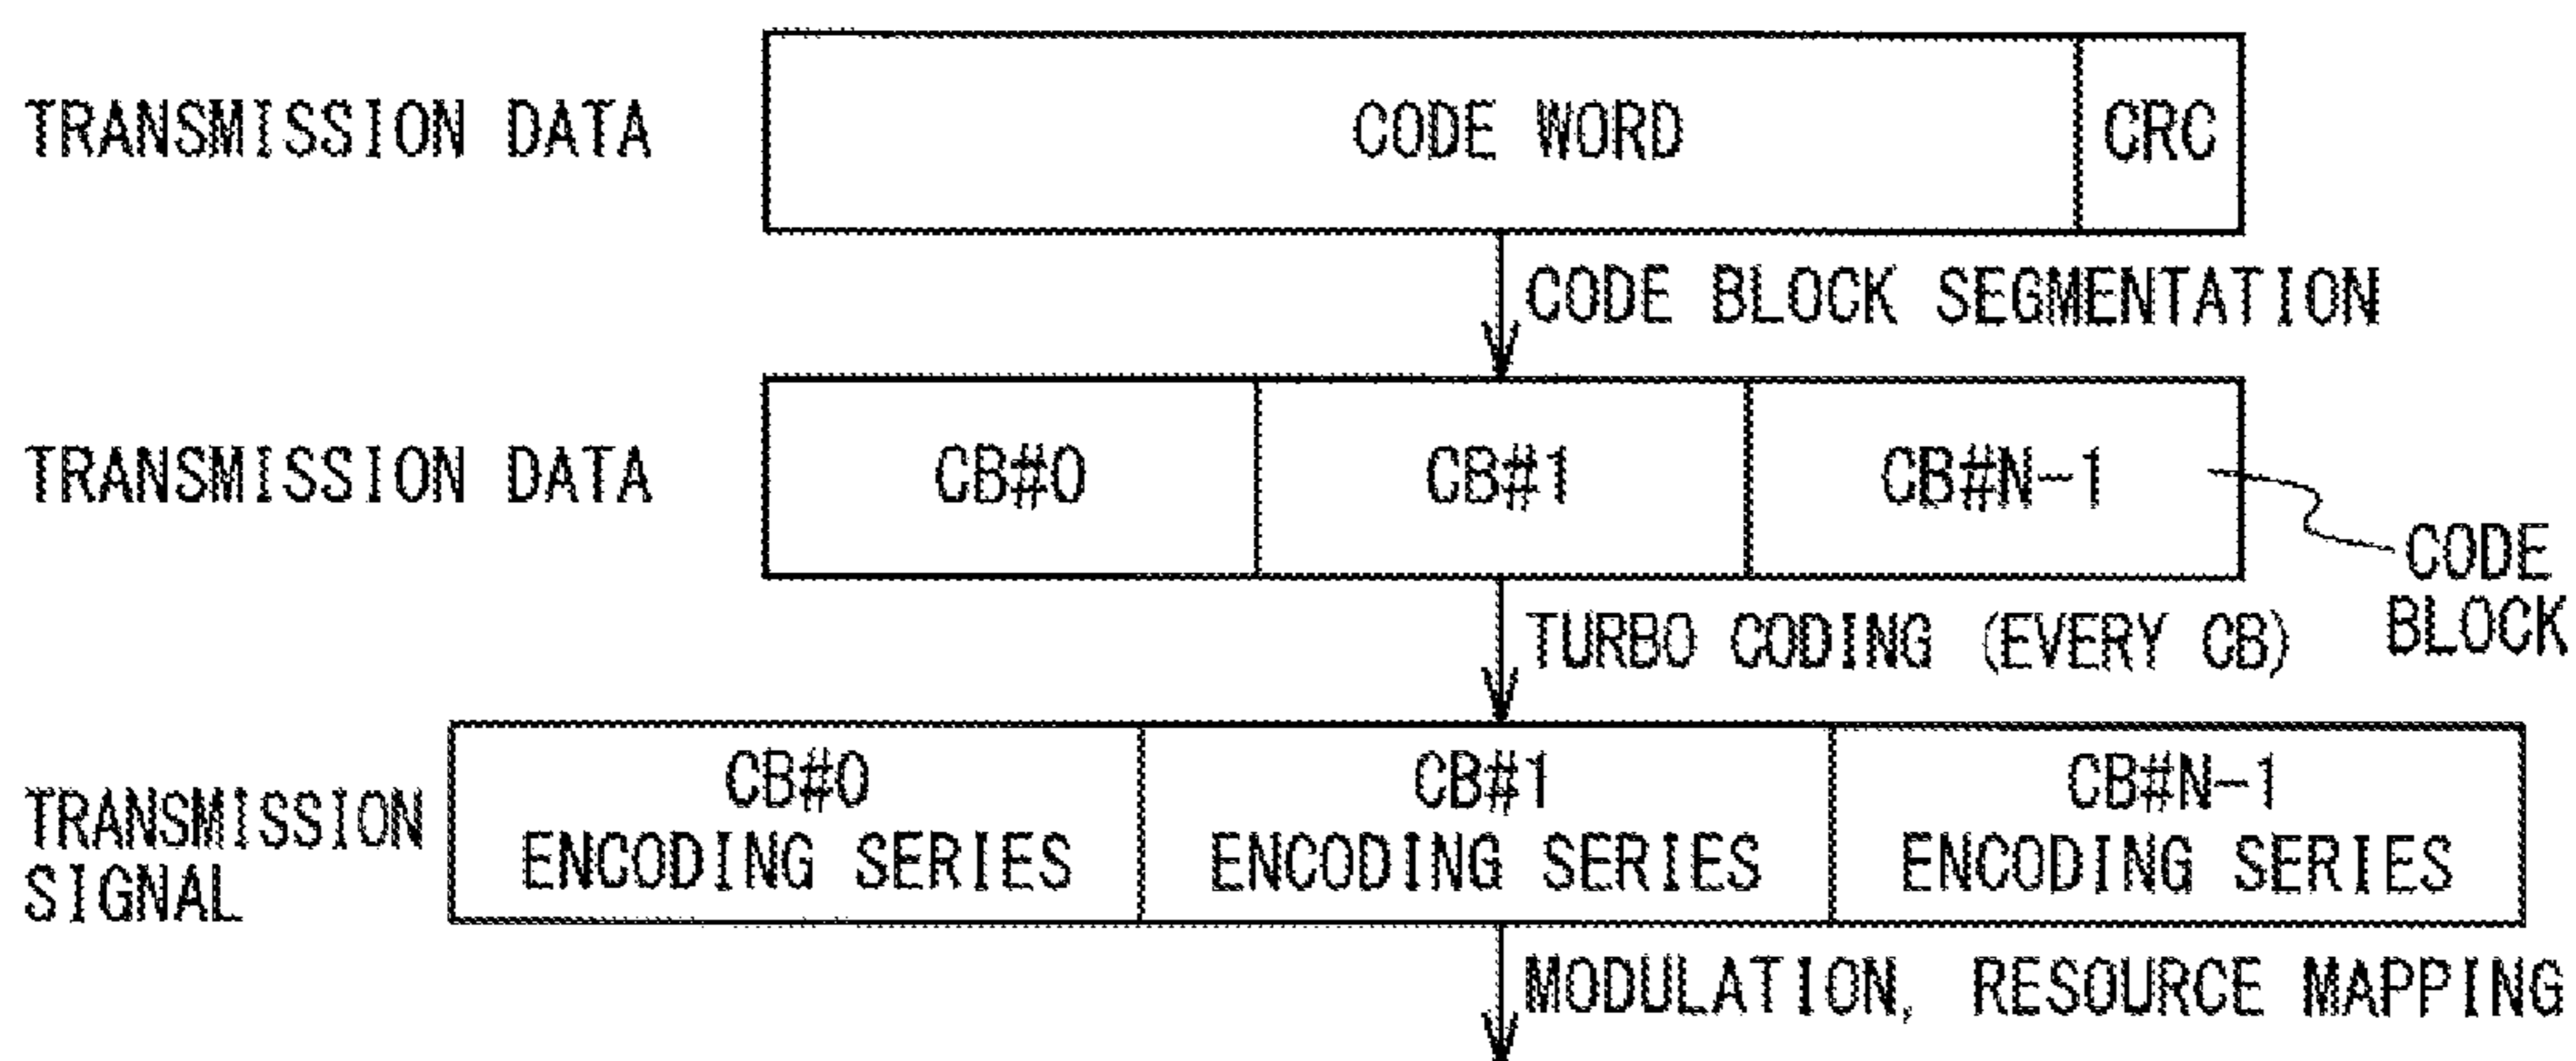 TRANSMISSION DATA
CODE WORD
CRC
CODE BLOCK SEGMENTATION
TRANSMISSION DATA
CB#0
CB#1
CB#N-1
CODE
BLOCK
TURBO CODING (EVERY CB)
TRANSMISSION
SIGNAL
CB#0
ENCODING SERIES
CB#1
ENCODING SERIES
CB#N-1
ENCODING SERIES
MODULATION, RESOURCE MAPPING